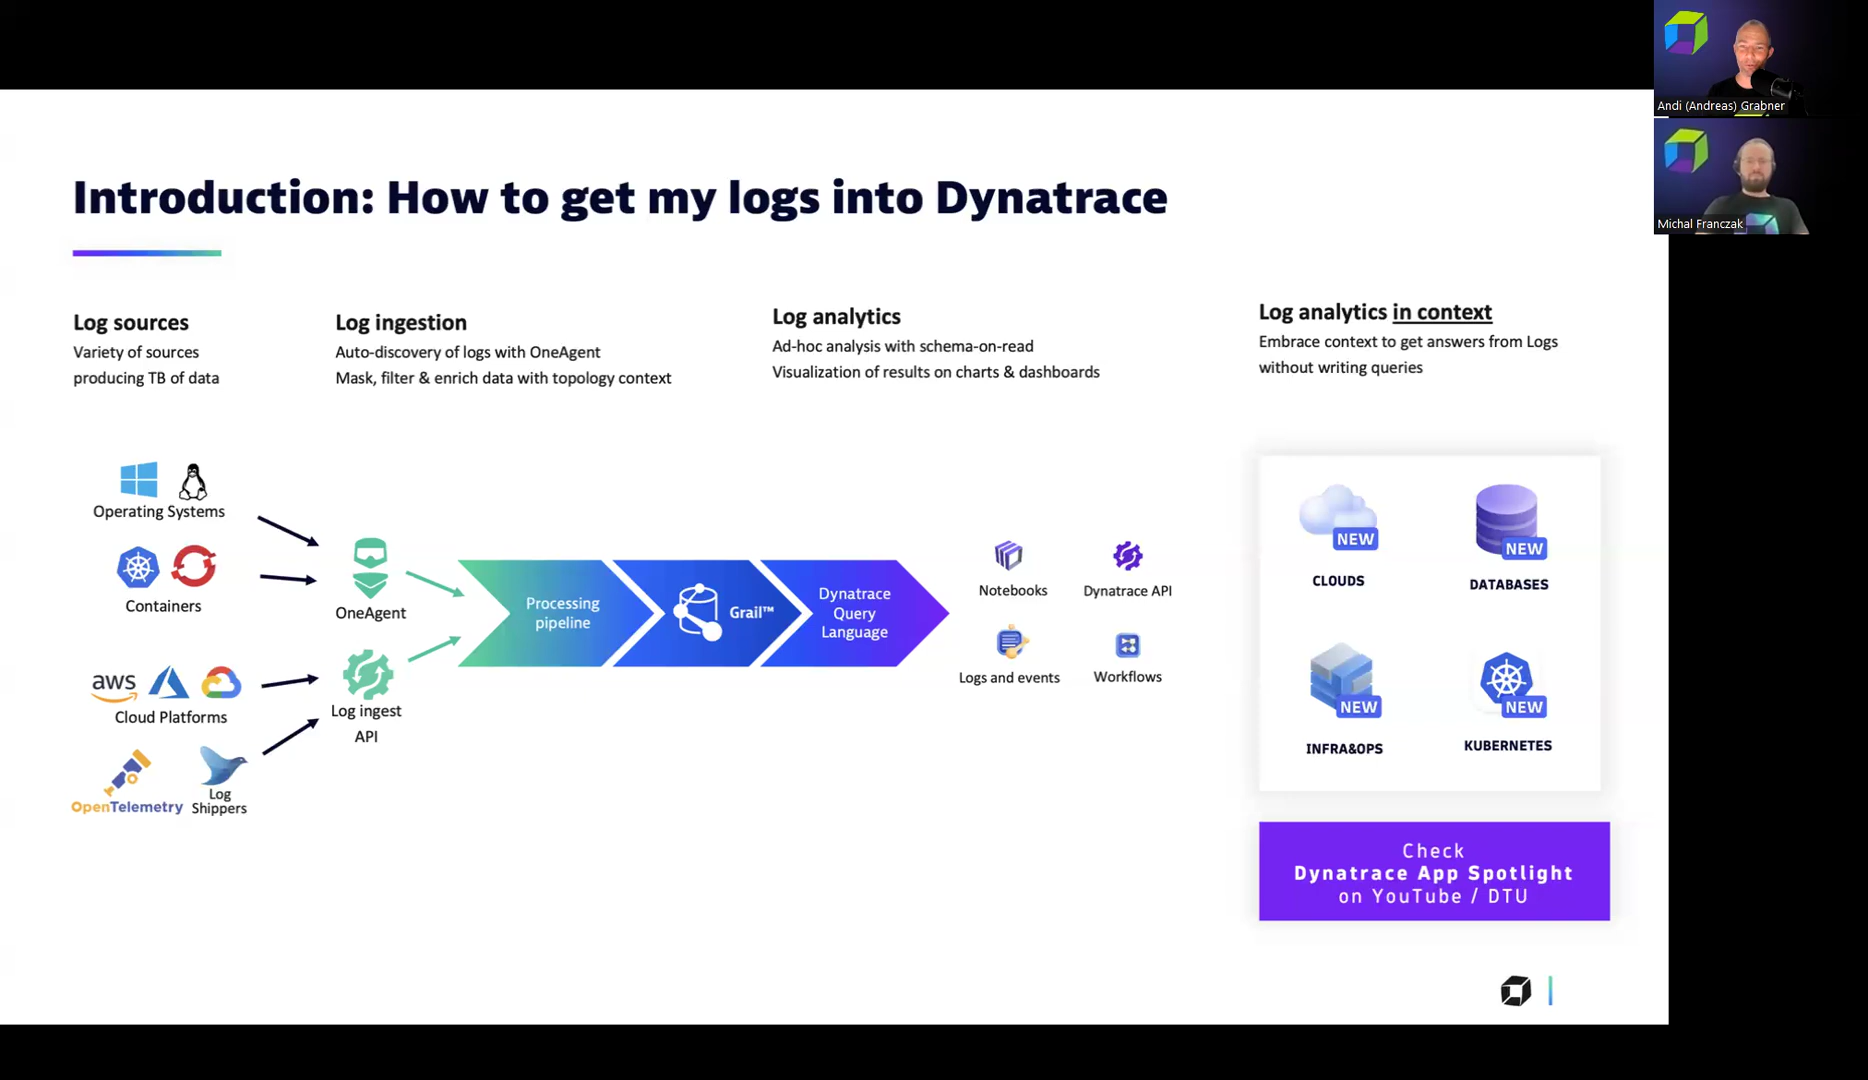 Andi (Andreas) Grabner
Michal Franczak
Introduction: How to get my logs into Dynatrace
Log sources
Variety of sources
producing TB of data
Log ingestion
Auto-discovery of logs with OneAgent
Mask, filter & enrich data with topology context
Log analytics
Ad-hoc analysis with schema-on-read
Visualization of results on charts & dashboards
Log analytics in context
Embrace context to get answers from Logs
without writing queries
Operating Systems
Containers
aws
Cloud Platforms
OpenTelemetry
Log
Shippers
OneAgent
Log ingest
API
Processing
pipeline
Grail™
Dynatrace
Query
Language
Notebooks
Dynatrace API
Logs and events
Workflows
NEW
CLOUDS
NEW
DATABASES
NEW
INFRA&OPS
NEW
KUBERNETES
Check
Dynatrace App Spotlight
on YouTube / DTU